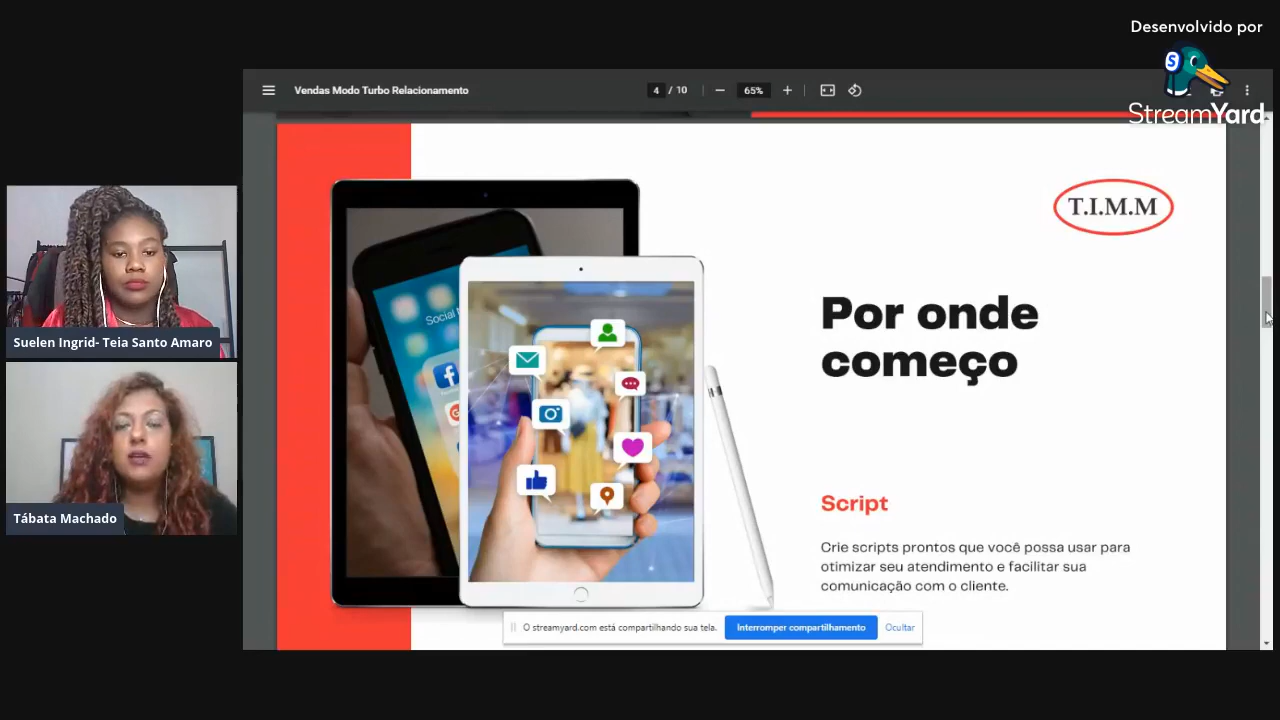 Desenvolvido por
StreamYard
Vendas Modo Turbo Relacionamento
4 / 10
65%
T.I.M.M
Social
Por onde
começo
Script
Crie scripts prontos que você possa usar para
otimizar seu atendimento e facilitar sua
comunicação com o cliente.
Suelen Ingrid- Teia Santo Amaro
Tábata Machado
O streamyard.com está compartilhando sua tela.
Interromper compartilhamento
Ocultar